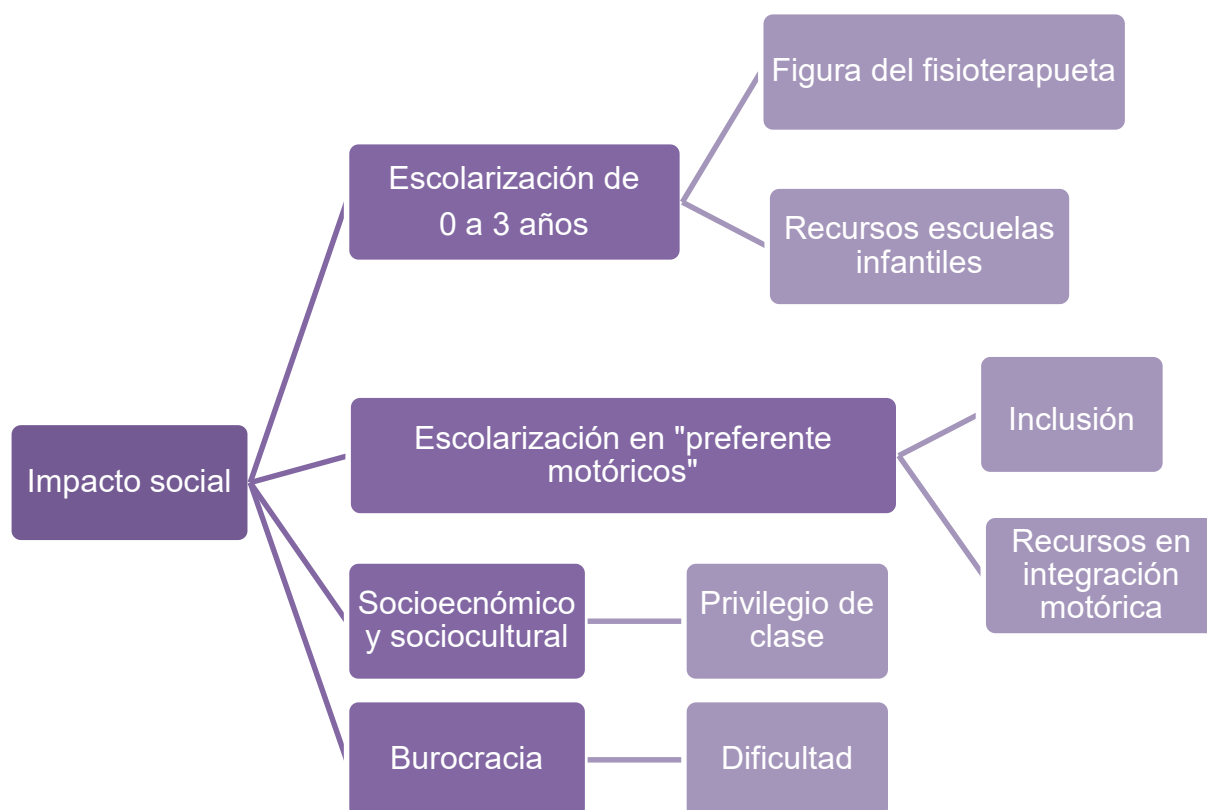 Impacto social
Escolarización de
0 a 3 años
Figura del fisioterapueta
Recursos escuelas
infantiles
Escolarización en "preferente
motóricos"
Inclusión
Recursos en
integración
motórica
Socioecnómico
y sociocultural
Privilegio de
clase
Burocracia
Dificultad